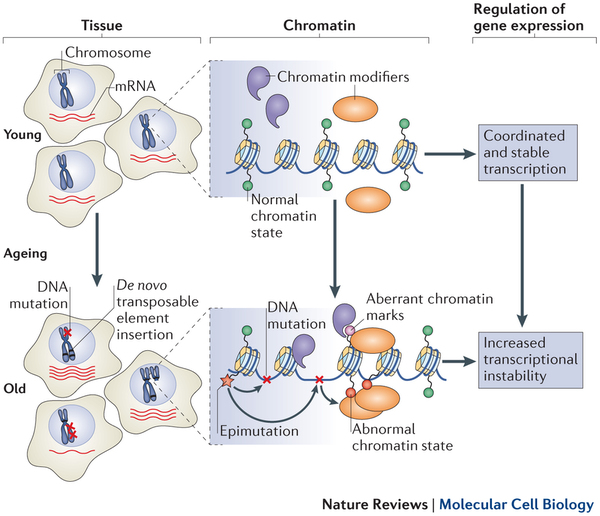 Tissue
Chromatin
Regulation of
gene expression
Chromosome
mRNA
Chromatin modifiers
Young
Coordinated
and stable
transcription
Normal
chromatin
state
Ageing
DNA
mutation
De novo
transposable
element
insertion
DNA
mutation
Aberrant chromatin
marks
Increased
transcriptional
instability
Old
Epimutation
Abnormal
chromatin state
Nature Reviews | Molecular Cell Biology